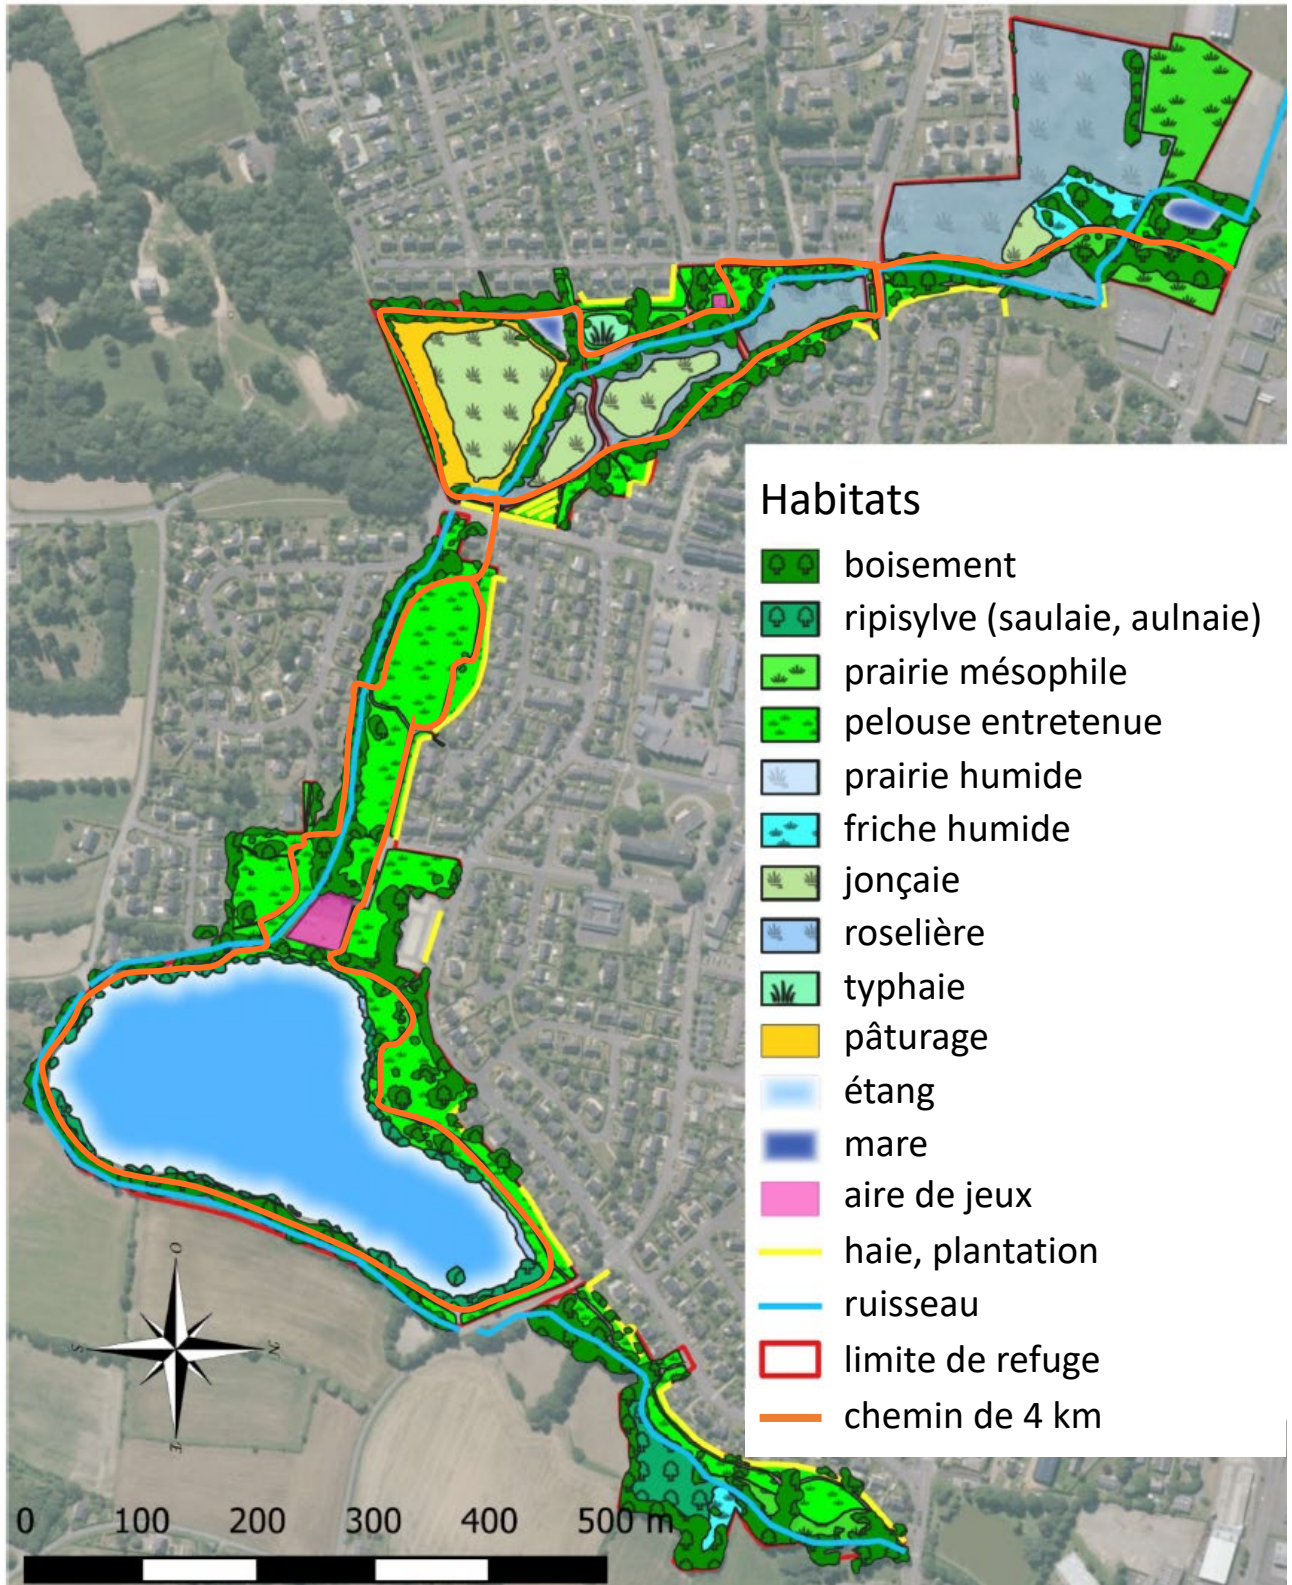 Habitats
boisement
ripisylve (saulaie, aulnaie)
prairie mésophile
pelouse entretenue
prairie humide
friche humide
jonçaie
roselière
typhaie
pâturage
étang
mare
aire de jeux
haie, plantation
ruisseau
limite de refuge
chemin de 4 km
O
S
N
E
0 100 200 300 400 500 m